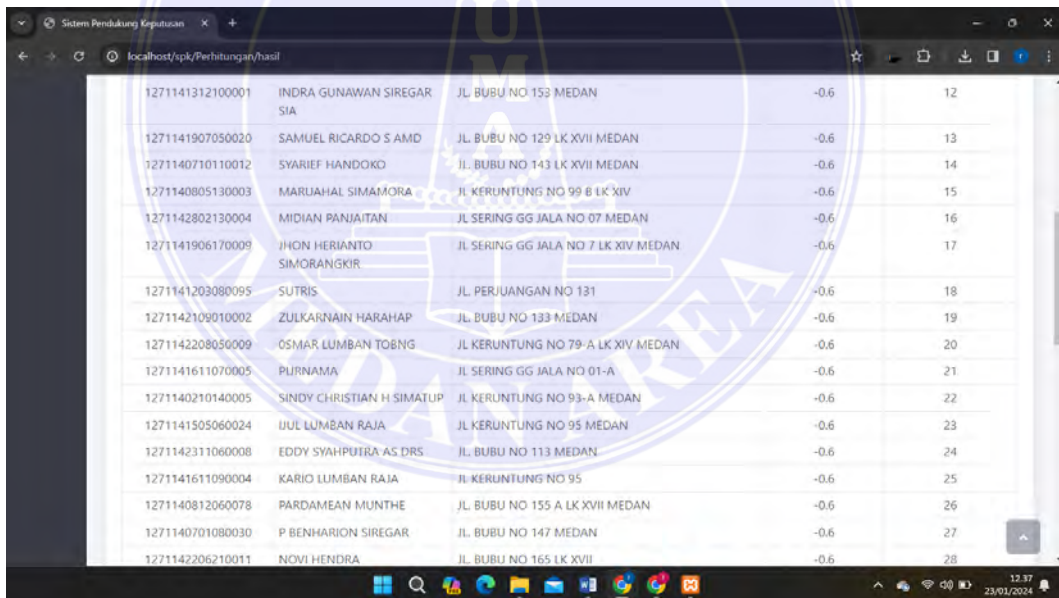 Sistem Pendukung Keputusan
localhost/spk/Perhitungan/hasil
1271141312100001 INDRA GUNAWAN SIREGAR JL. BUBU NO 153 MEDAN -0.6 12
SIA
1271141907050020 SAMUEL RICARDO S AMD JL. BUBU NO 129 LK XVII MEDAN -0.6 13
1271140710110012 SYARIEF HANDOKO JL. BUBU NO 143 LK XVII MEDAN -0.6 14
1271140805130003 MARUAHAL SIMAMORA JL KERUNTUNG NO 99 B LK XIV -0.6 15
1271142802130004 MIDIAN PANJAITAN JL SERING GG JALA NO 07 MEDAN -0.6 16
1271141906170009 JHON HERIANTO JL SERING GG JALA NO 7 LK XIV MEDAN -0.6 17
SIMORANGKIR
1271141203080095 SUTRIS JL. PERJUANGAN NO 131 -0.6 18
1271142109010002 ZULKARNAIN HARAHAP JL. BUBU NO 133 MEDAN -0.6 19
1271142208050009 OSMAR LUMBAN TOBNG JL KERUNTUNG NO 79-A LK XIV MEDAN -0.6 20
1271141611070005 PURNAMA JL SERING GG JALA NO 01-A -0.6 21
1271140210140005 SINDY CHRISTIAN H SIMATUP JL KERUNTUNG NO 93-A MEDAN -0.6 22
1271141505060024 IJUL LUMBAN RAJA JL KERUNTUNG NO 95 MEDAN -0.6 23
1271142311060008 EDDY SYAHPUTRA AS DRS JL. BUBU NO 113 MEDAN -0.6 24
1271141611090004 KARIO LUMBAN RAJA JL KERUNTUNG NO 95 -0.6 25
1271140812060078 PARDAMEAN MUNTHE JL. BUBU NO 155 A LK XVII MEDAN -0.6 26
1271140701080030 P BENHARION SIREGAR JL. BUBU NO 147 MEDAN -0.6 27
1271142206210011 NOVI HENDRA JL. BUBU NO 165 LK XVII -0.6 28
MEDAN AREA
12.37
23/01/2024